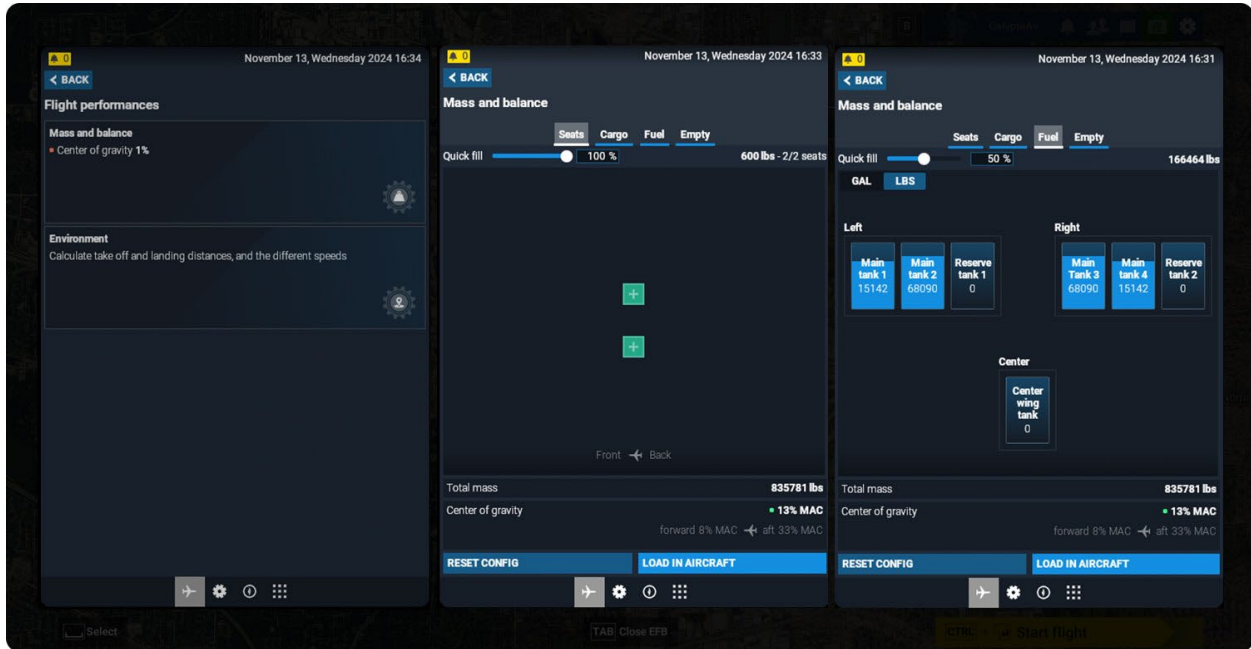 0
November 13, Wednesday 2024 16:34
BACK
Flight performances
Mass and balance
Center of gravity 1%
Environment
Calculate take off and landing distances, and the different speeds
0
November 13, Wednesday 2024 16:33
BACK
Mass and balance
Seats Cargo Fuel Empty
Quick fill 100 % 600 lbs - 2/2 seats
Front Back
Total mass 835781 lbs
Center of gravity 13% MAC
forward 8% MAC aft 33% MAC
RESET CONFIG LOAD IN AIRCRAFT
0
November 13, Wednesday 2024 16:31
BACK
Mass and balance
Seats Cargo Fuel Empty
Quick fill 50 % 166464 lbs
GAL LBS
Left
Main tank 1 15142
Main tank 2 68090
Reserve tank 1 0
Right
Main Tank 3 68090
Main tank 4 15142
Reserve tank 2 0
Center
Center wing tank 0
Total mass 835781 lbs
Center of gravity 13% MAC
forward 8% MAC aft 33% MAC
RESET CONFIG LOAD IN AIRCRAFT
Select
TAB Close EFB
CTRL Start flight